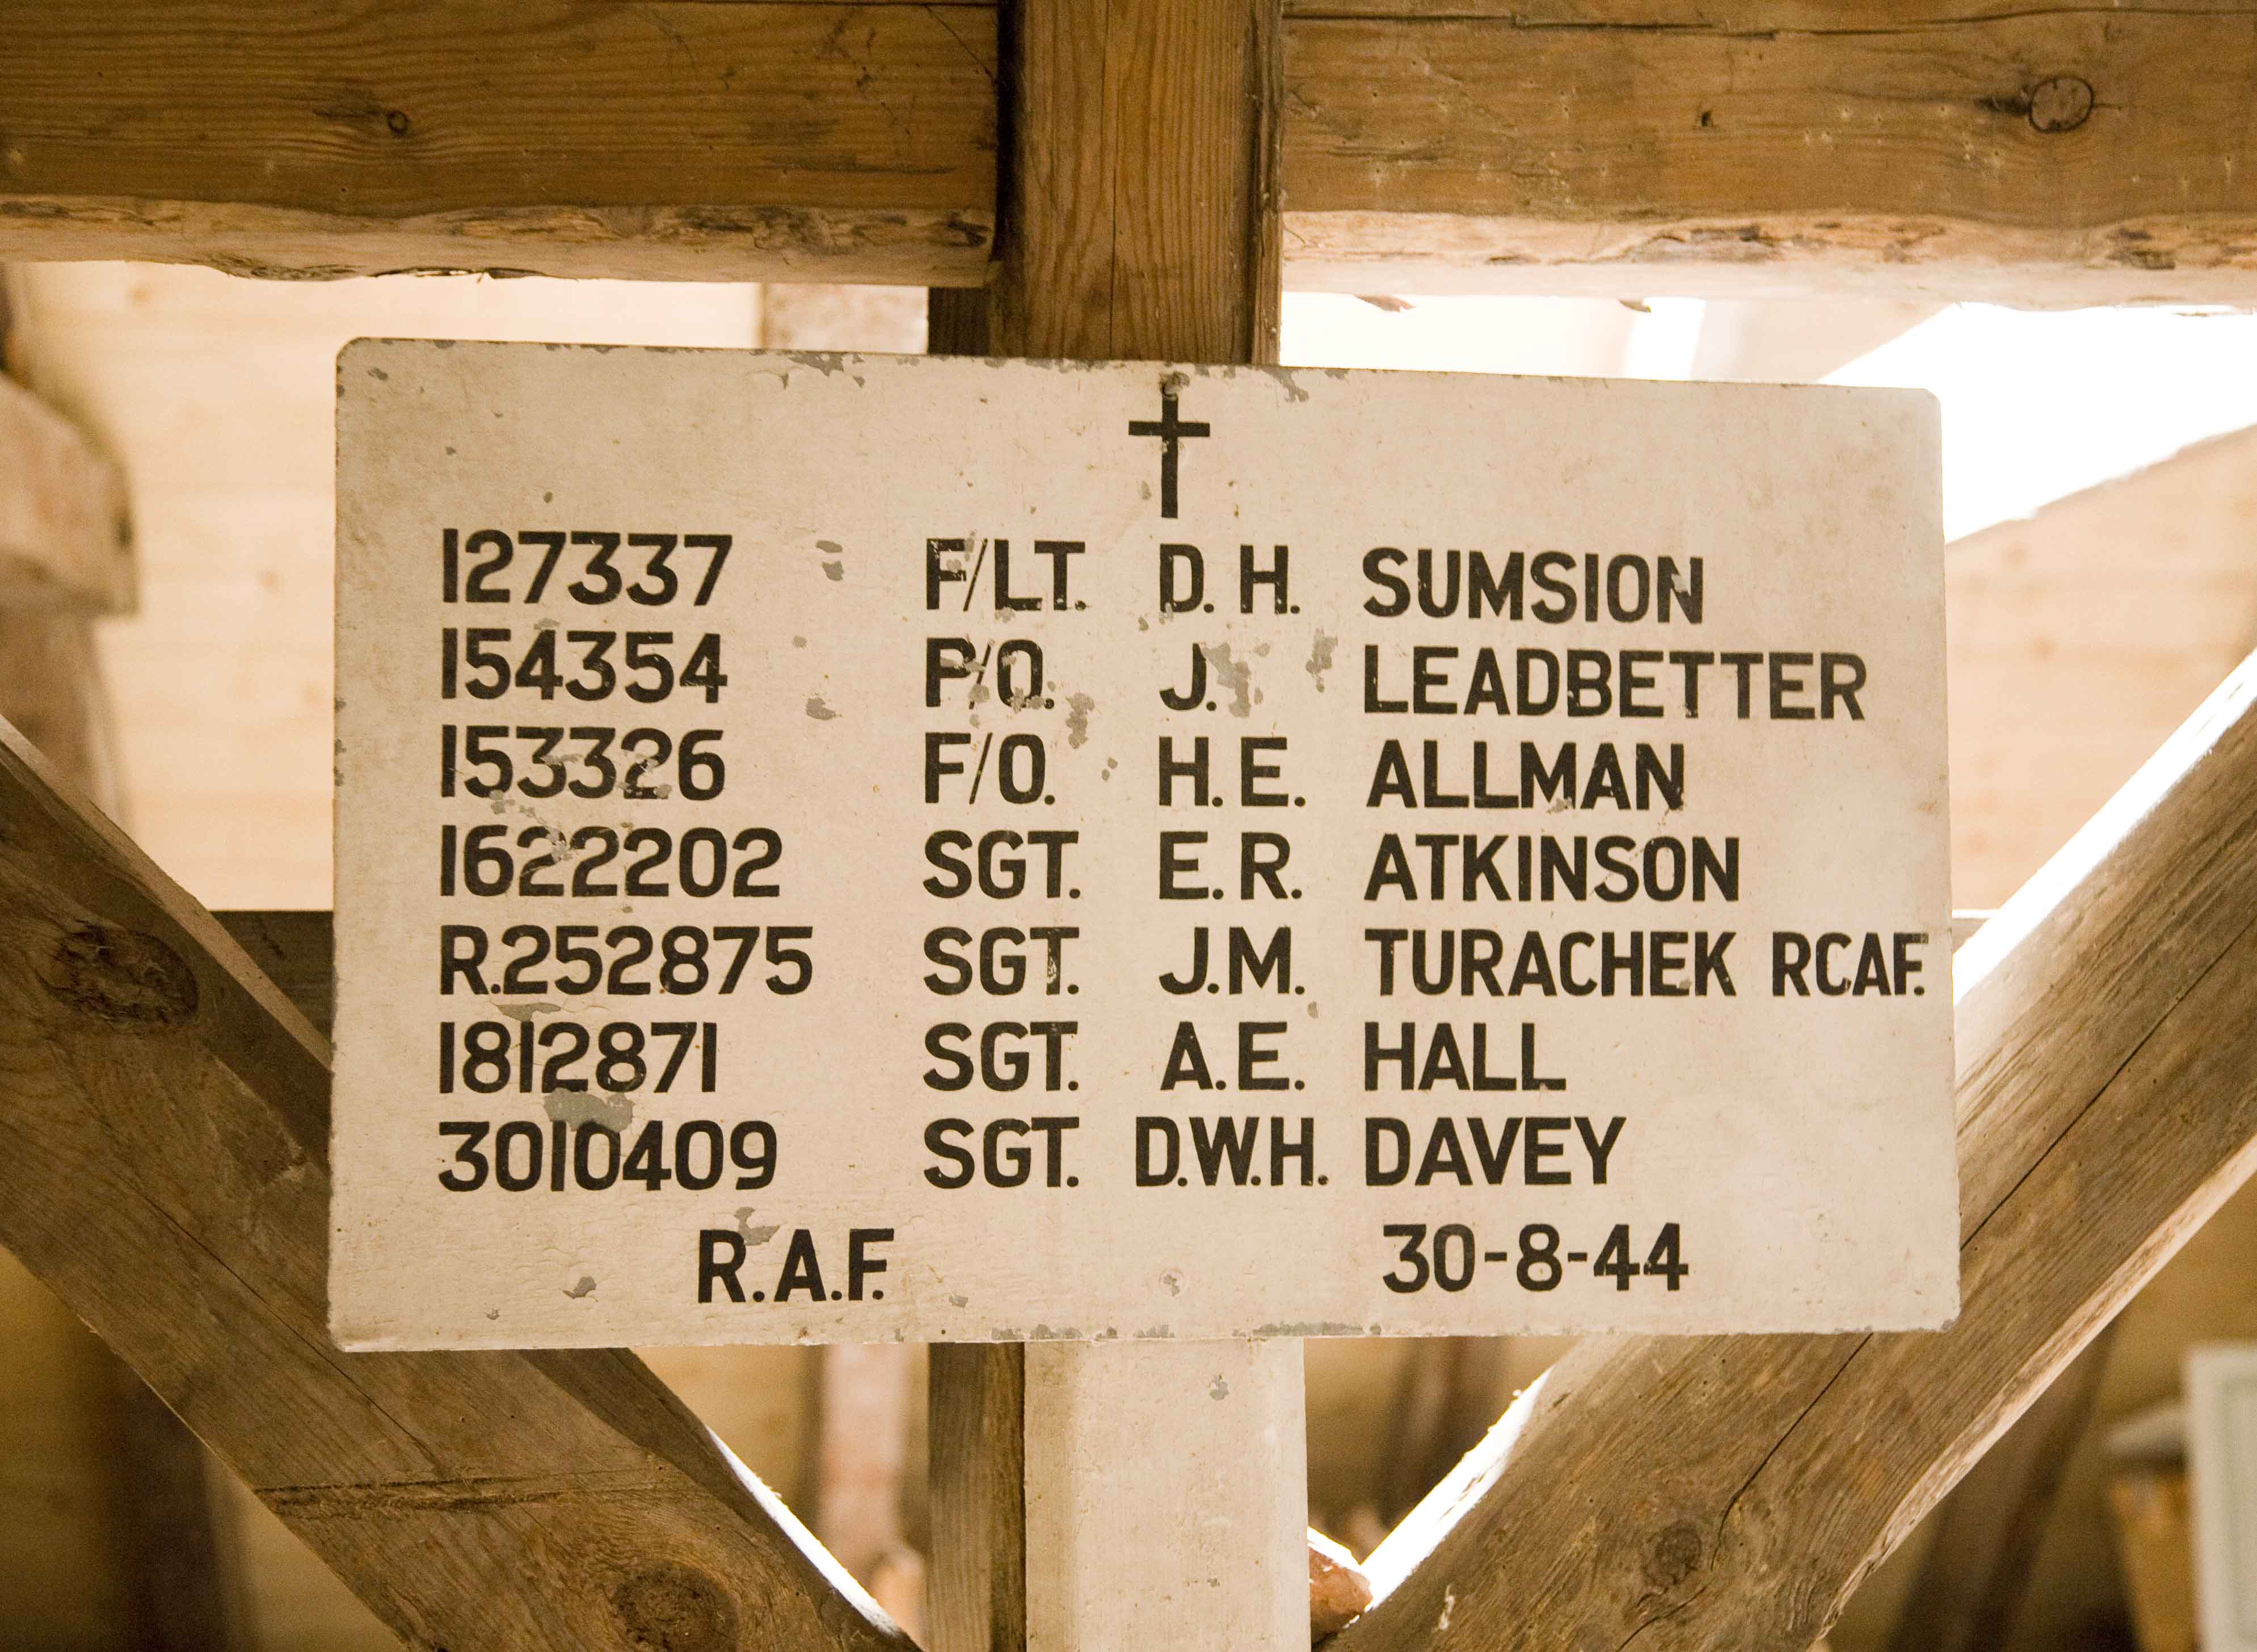 127337 F/LT. D. H. SUMSION
154354 P/O. J. LEADBETTER
153326 F/O. H. E. ALLMAN
1622202 SGT. E. R. ATKINSON
R.252875 SGT. J.M. TURACHEK RCAF.
1812871 SGT. A.E. HALL
3010409 SGT. D.W.H. DAVEY
R.A.F. 30-8-44